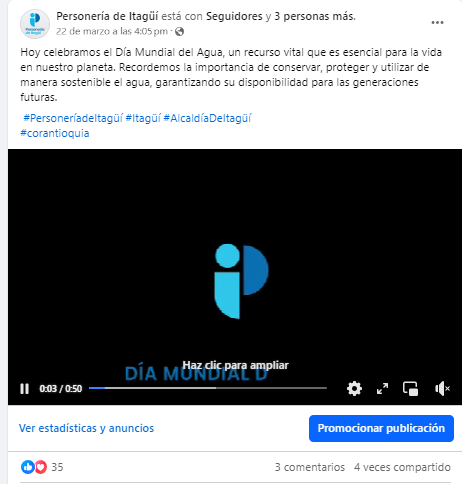 Personería de Itagüí está con Seguidores y 3 personas más.
22 de marzo a las 4:05 pm ·
Hoy celebramos el Día Mundial del Agua, un recurso vital que es esencial para la vida
en nuestro planeta. Recordemos la importancia de conservar, proteger y utilizar de
manera sostenible el agua, garantizando su disponibilidad para las generaciones
futuras.
#PersoneríadeItagüí #Itagüí #AlcaldíaDeItagüí
#corantioquia
Haz clic para ampliar
DÍA MUNDIAL D
0:03 / 0:50
Ver estadísticas y anuncios
Promocionar publicación
35
3 comentarios 4 veces compartido